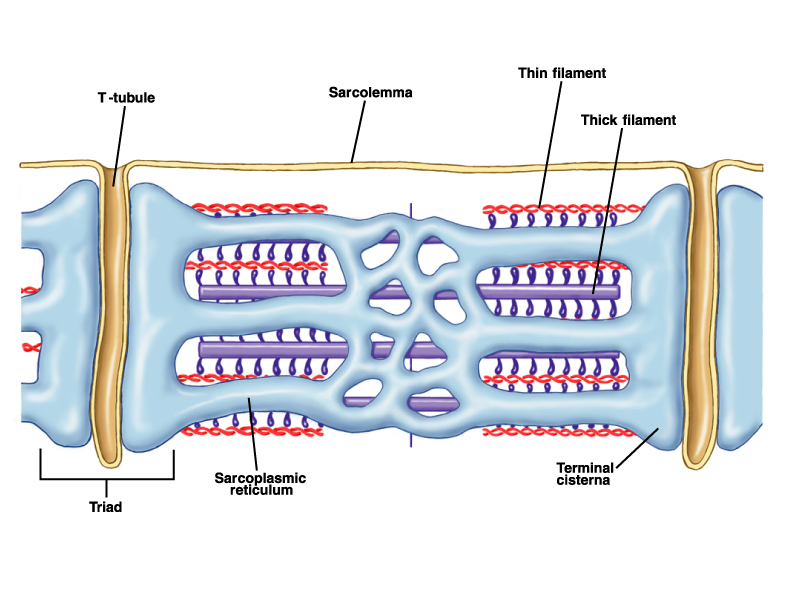 Thin filament
T-tubule
Sarcolemma
Thick filament
Sarcoplasmic
reticulum
Terminal
cisterna
Triad